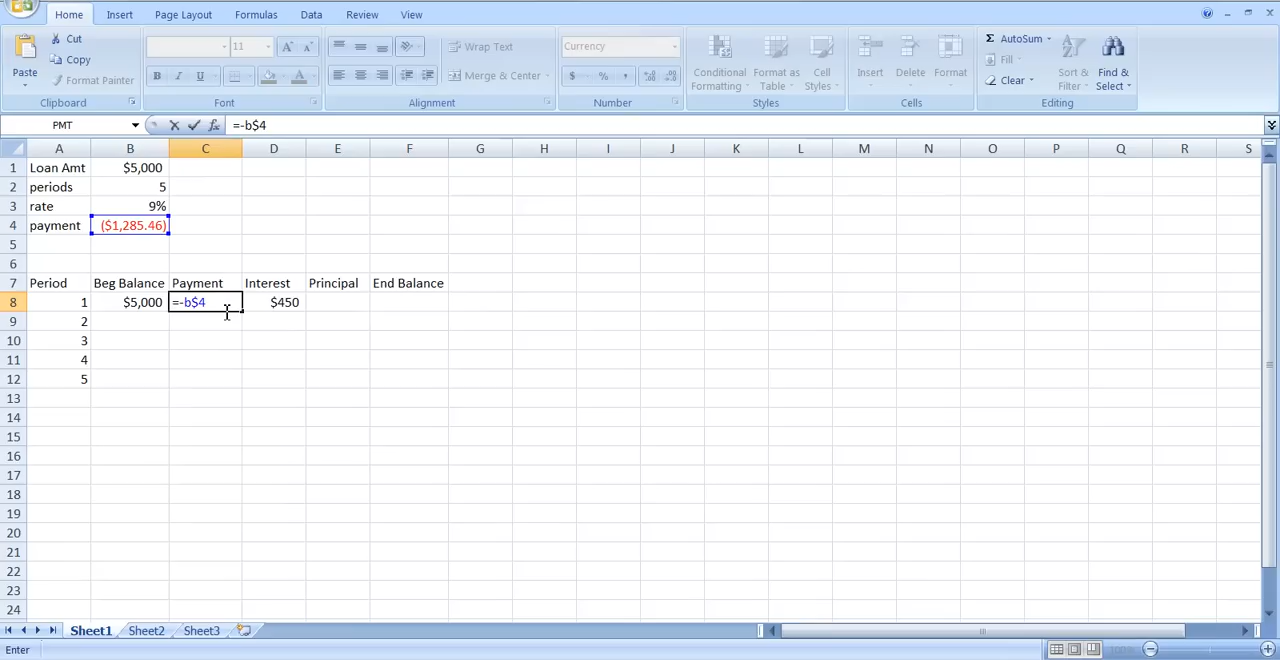 Home Insert Page Layout Formulas Data Review View
Cut
Copy
Format Painter
Paste
Clipboard
11
B I U
Font
Wrap Text
Merge & Center
Alignment
Currency
$ % ,
Number
Conditional Formatting
Format as Table
Cell Styles
Styles
Insert Delete Format
Cells
AutoSum
Fill
Clear
Sort & Filter
Find & Select
Editing
PMT fx =-b$4
A B C D E F G H I J K L M N O P Q R S
1 Loan Amt $5,000
2 periods 5
3 rate 9%
4 payment ($1,285.46)
5
6
7 Period Beg Balance Payment Interest Principal End Balance
8 1 $5,000 =-b$4 $450
9 2
10 3
11 4
12 5
13
14
15
16
17
18
19
20
21
22
23
24
Sheet1 Sheet2 Sheet3
Enter